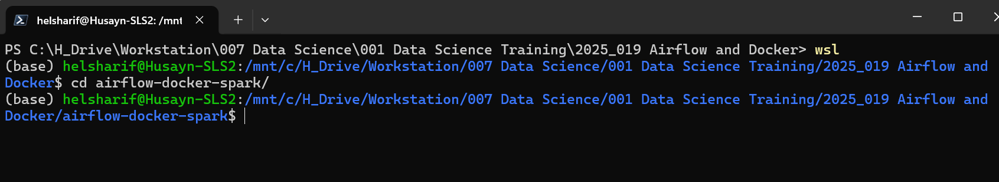 helsharif@Husayn-SLS2: /mnt
PS C:\H_Drive\Workstation\007 Data Science\001 Data Science Training\2025_019 Airflow and Docker> wsl
(base) helsharif@Husayn-SLS2:/mnt/c/H_Drive/Workstation/007 Data Science/001 Data Science Training/2025_019 Airflow and
Docker$ cd airflow-docker-spark/
(base) helsharif@Husayn-SLS2:/mnt/c/H_Drive/Workstation/007 Data Science/001 Data Science Training/2025_019 Airflow and
Docker/airflow-docker-spark$